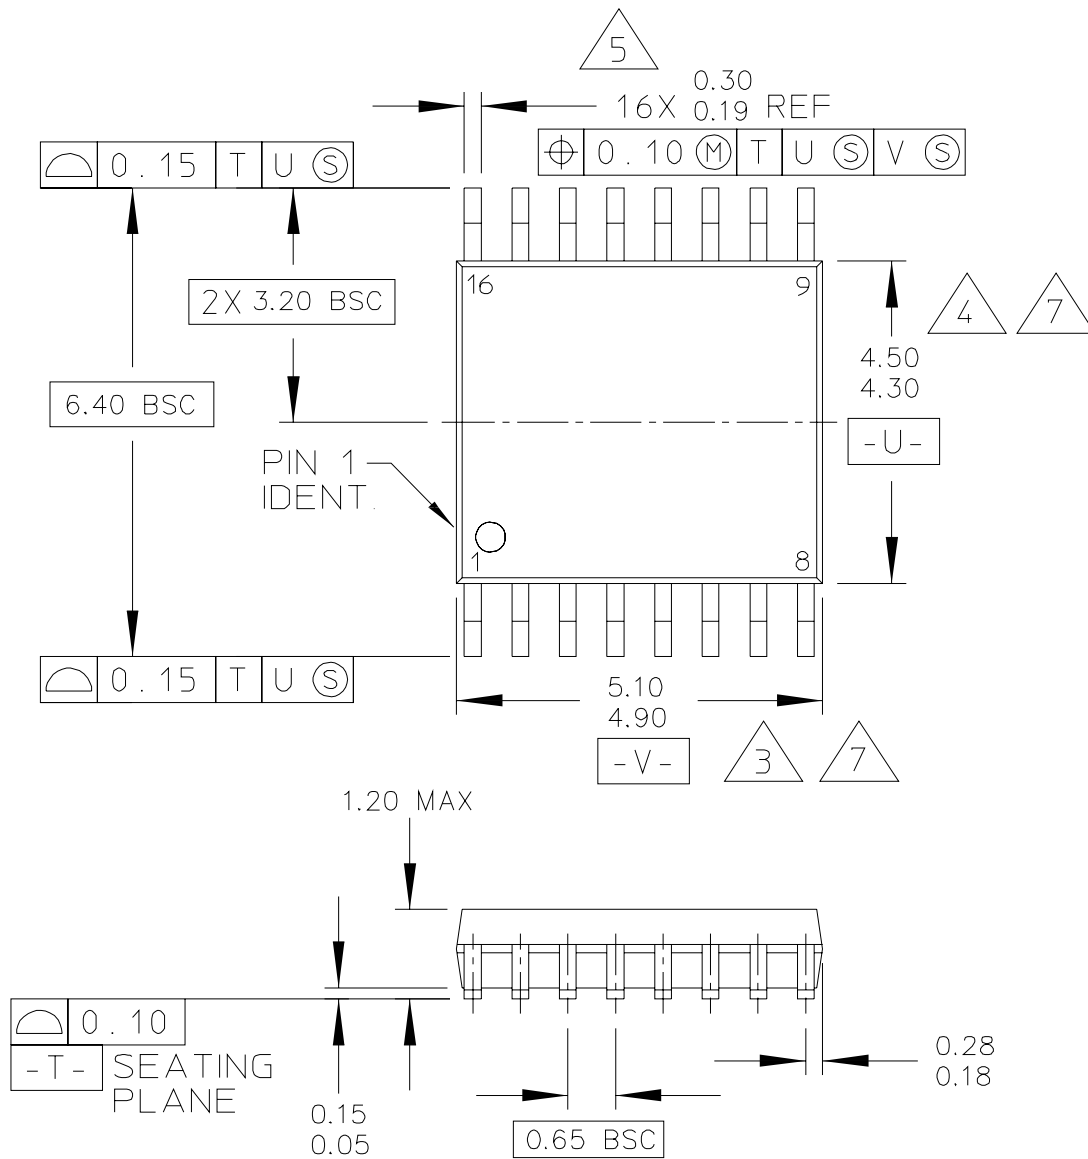 5
0.30
16X 0.19 REF
0.10 M T U S V S
0.15 T U S
2X 3.20 BSC
16
9
4
7
4.50
4.30
6.40 BSC
-U-
PIN 1
IDENT.
1
8
0.15 T U S
5.10
4.90
-V-
3
7
1.20 MAX
0.10
-T- SEATING
PLANE
0.15
0.05
0.65 BSC
0.28
0.18